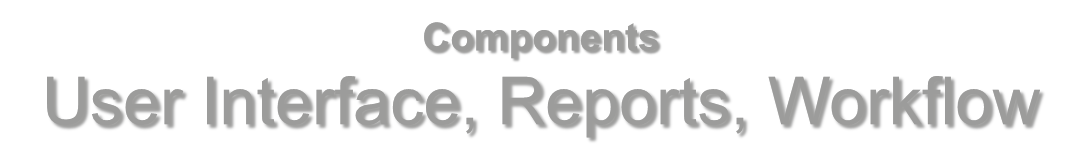 Components
User Interface, Reports, Workflow